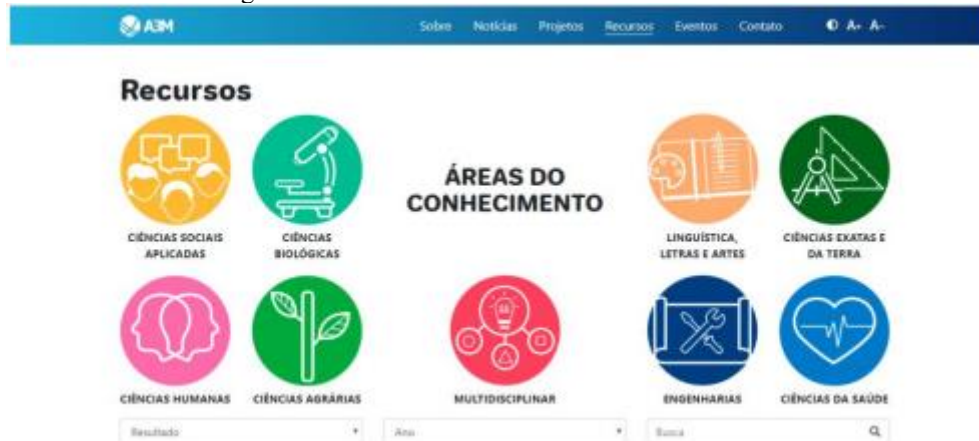 A3M
Sobre Notícias Projetos Recursos Eventos Contato A+ A-
Recursos
CIÊNCIAS SOCIAIS
APLICADAS
CIÊNCIAS
BIOLÓGICAS
ÁREAS DO
CONHECIMENTO
LINGUÍSTICA,
LETRAS E ARTES
CIÊNCIAS EXATAS E
DA TERRA
CIÊNCIAS HUMANAS
CIÊNCIAS AGRÁRIAS
MULTIDISCIPLINAR
ENGENHARIAS
CIÊNCIAS DA SAÚDE
Resultado
Ano
Busca